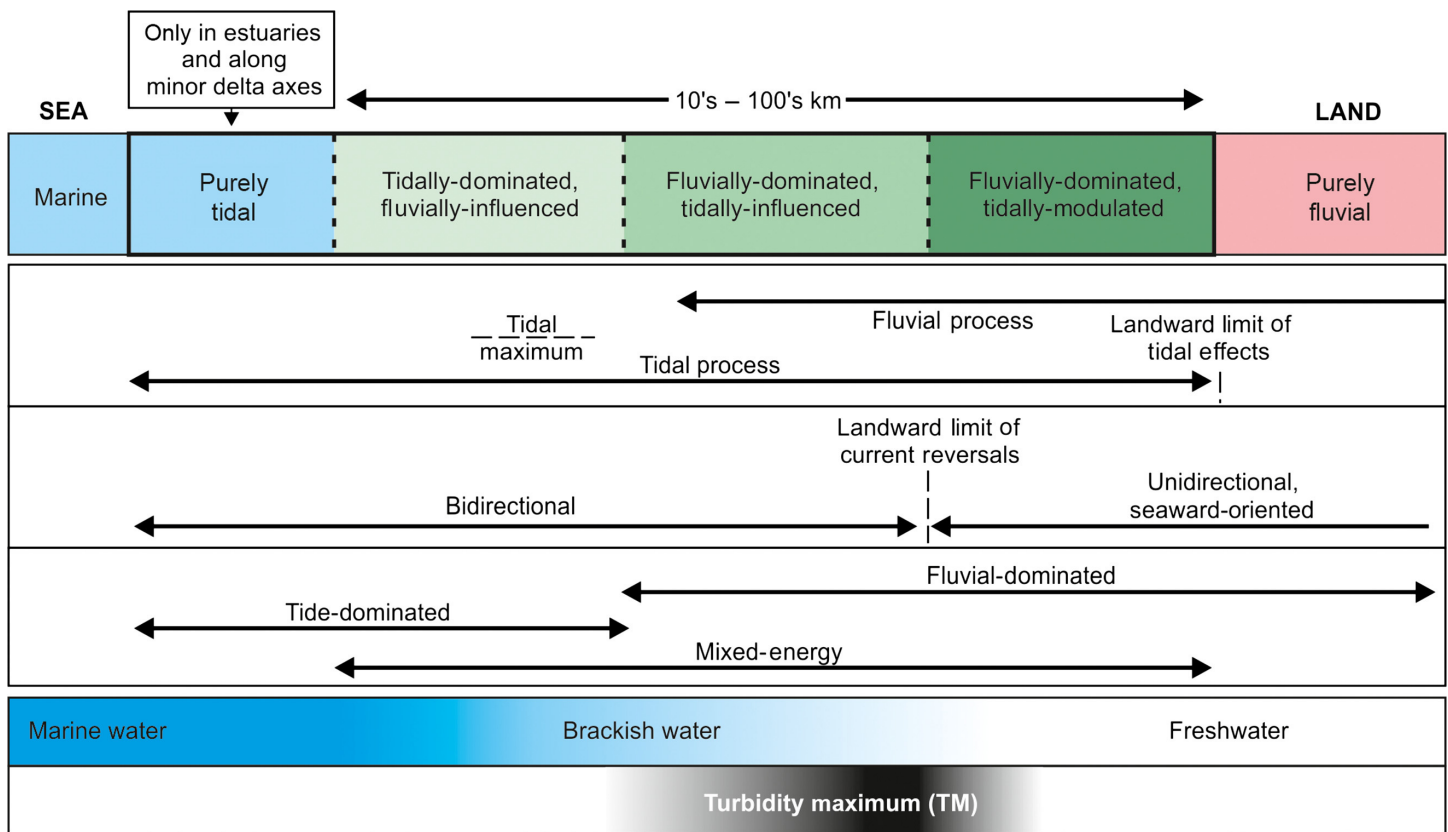 Only in estuaries
and along
minor delta axes
10's – 100's km
SEA
LAND
Marine
Purely
tidal
Tidally-dominated,
fluvially-influenced
Fluvially-dominated,
tidally-influenced
Fluvially-dominated,
tidally-modulated
Purely
fluvial
Tidal
maximum
Fluvial process
Landward limit of
tidal effects
Tidal process
Landward limit of
current reversals
Bidirectional
Unidirectional,
seaward-oriented
Fluvial-dominated
Tide-dominated
Mixed-energy
Marine water
Brackish water
Freshwater
Turbidity maximum (TM)